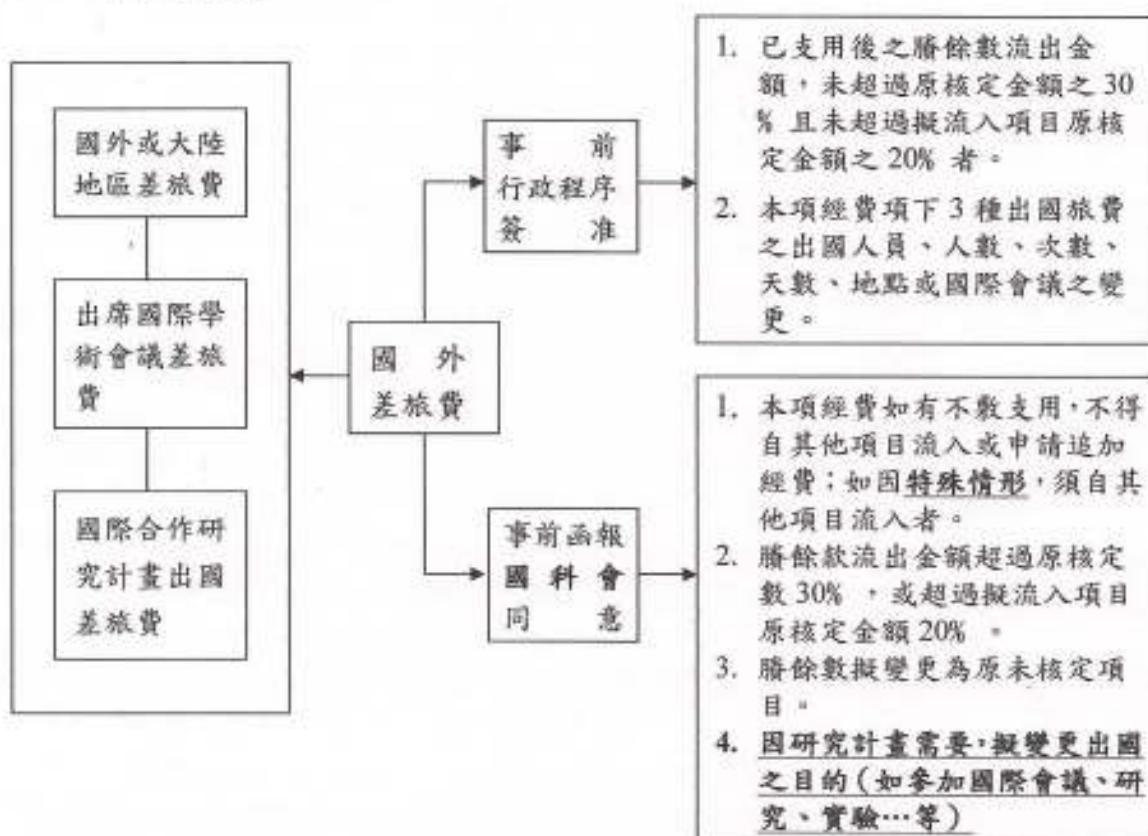 國外或大陸
地區差旅費
出席國際學
術會議差旅
費
國際合作研
究計畫出國
差旅費
國外
差旅費
事前
行政程序
簽准
事前函報
國科會
同意
1. 已支用後之賸餘數流出金
額，未超過原核定金額之 30
% 且未超過擬流入項目原核
定金額之 20% 者。
2. 本項經費項下 3 種出國旅費
之出國人員、人數、次數、
天數、地點或國際會議之變
更。
1. 本項經費如有不敷支用，不得
自其他項目流入或申請追加
經費；如因特殊情形，須自其
他項目流入者。
2. 賸餘款流出金額超過原核定
數 30% ，或超過擬流入項目
原核定金額 20% 。
3. 賸餘數擬變更為原未核定項
目。
4. 因研究計畫需要，擬變更出國
之目的（如參加國際會議、研
究、實驗…等）